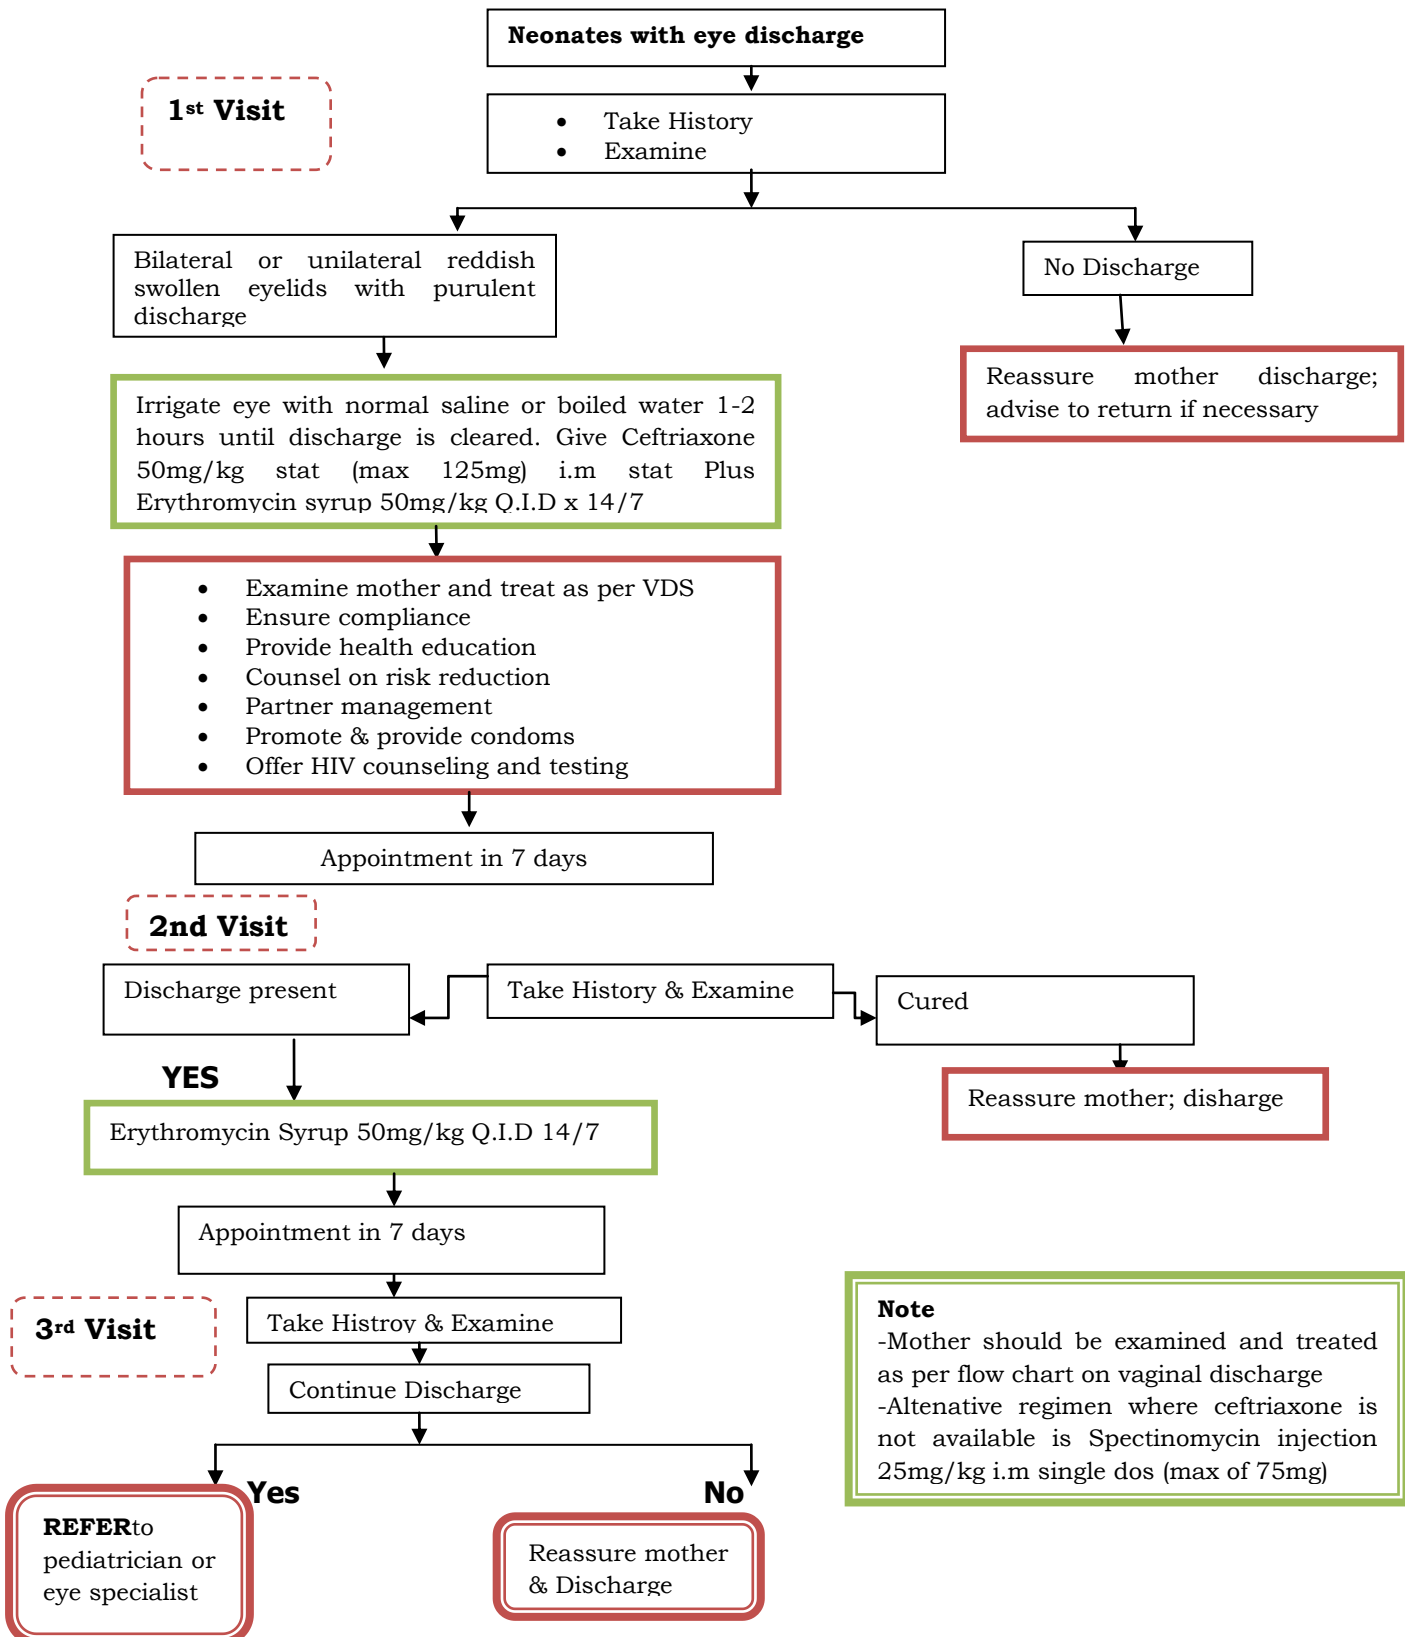 Neonates with eye discharge
1st Visit
• Take History
• Examine
Bilateral or unilateral reddish
swollen eyelids with purulent
discharge
No Discharge
Reassure mother discharge;
advise to return if necessary
Irrigate eye with normal saline or boiled water 1-2
hours until discharge is cleared. Give Ceftriaxone
50mg/kg stat (max 125mg) i.m stat Plus
Erythromycin syrup 50mg/kg Q.I.D x 14/7
• Examine mother and treat as per VDS
• Ensure compliance
• Provide health education
• Counsel on risk reduction
• Partner management
• Promote & provide condoms
• Offer HIV counseling and testing
Appointment in 7 days
2nd Visit
Discharge present
Take History & Examine
Cured
YES
Reassure mother; disharge
Erythromycin Syrup 50mg/kg Q.I.D 14/7
Appointment in 7 days
3rd Visit
Take Histroy & Examine
Continue Discharge
Note
-Mother should be examined and treated
as per flow chart on vaginal discharge
-Altenative regimen where ceftriaxone is
not available is Spectinomycin injection
25mg/kg i.m single dos (max of 75mg)
Yes
No
REFERto
pediatrician or
eye specialist
Reassure mother
& Discharge